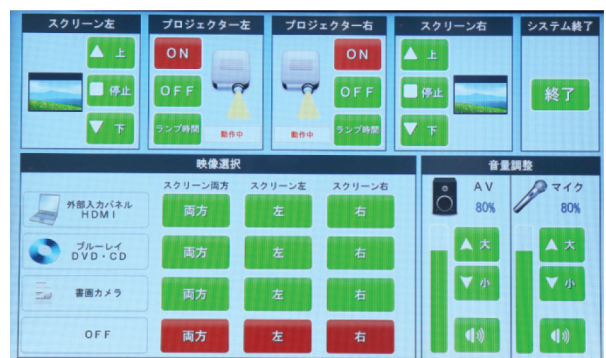 スクリーン左
プロジェクター左
プロジェクター右
スクリーン右
システム終了
上
停止
下
ON
OFF
ランプ時間
動作中
ON
OFF
ランプ時間
動作中
上
停止
下
終了
映像選択
スクリーン両方
スクリーン左
スクリーン右
外部入力パネル
HDMI
両方
左
右
ブルーレイ
DVD・CD
両方
左
右
書画カメラ
両方
左
右
OFF
両方
左
右
音量調整
AV
80%
大
小
マイク
80%
大
小